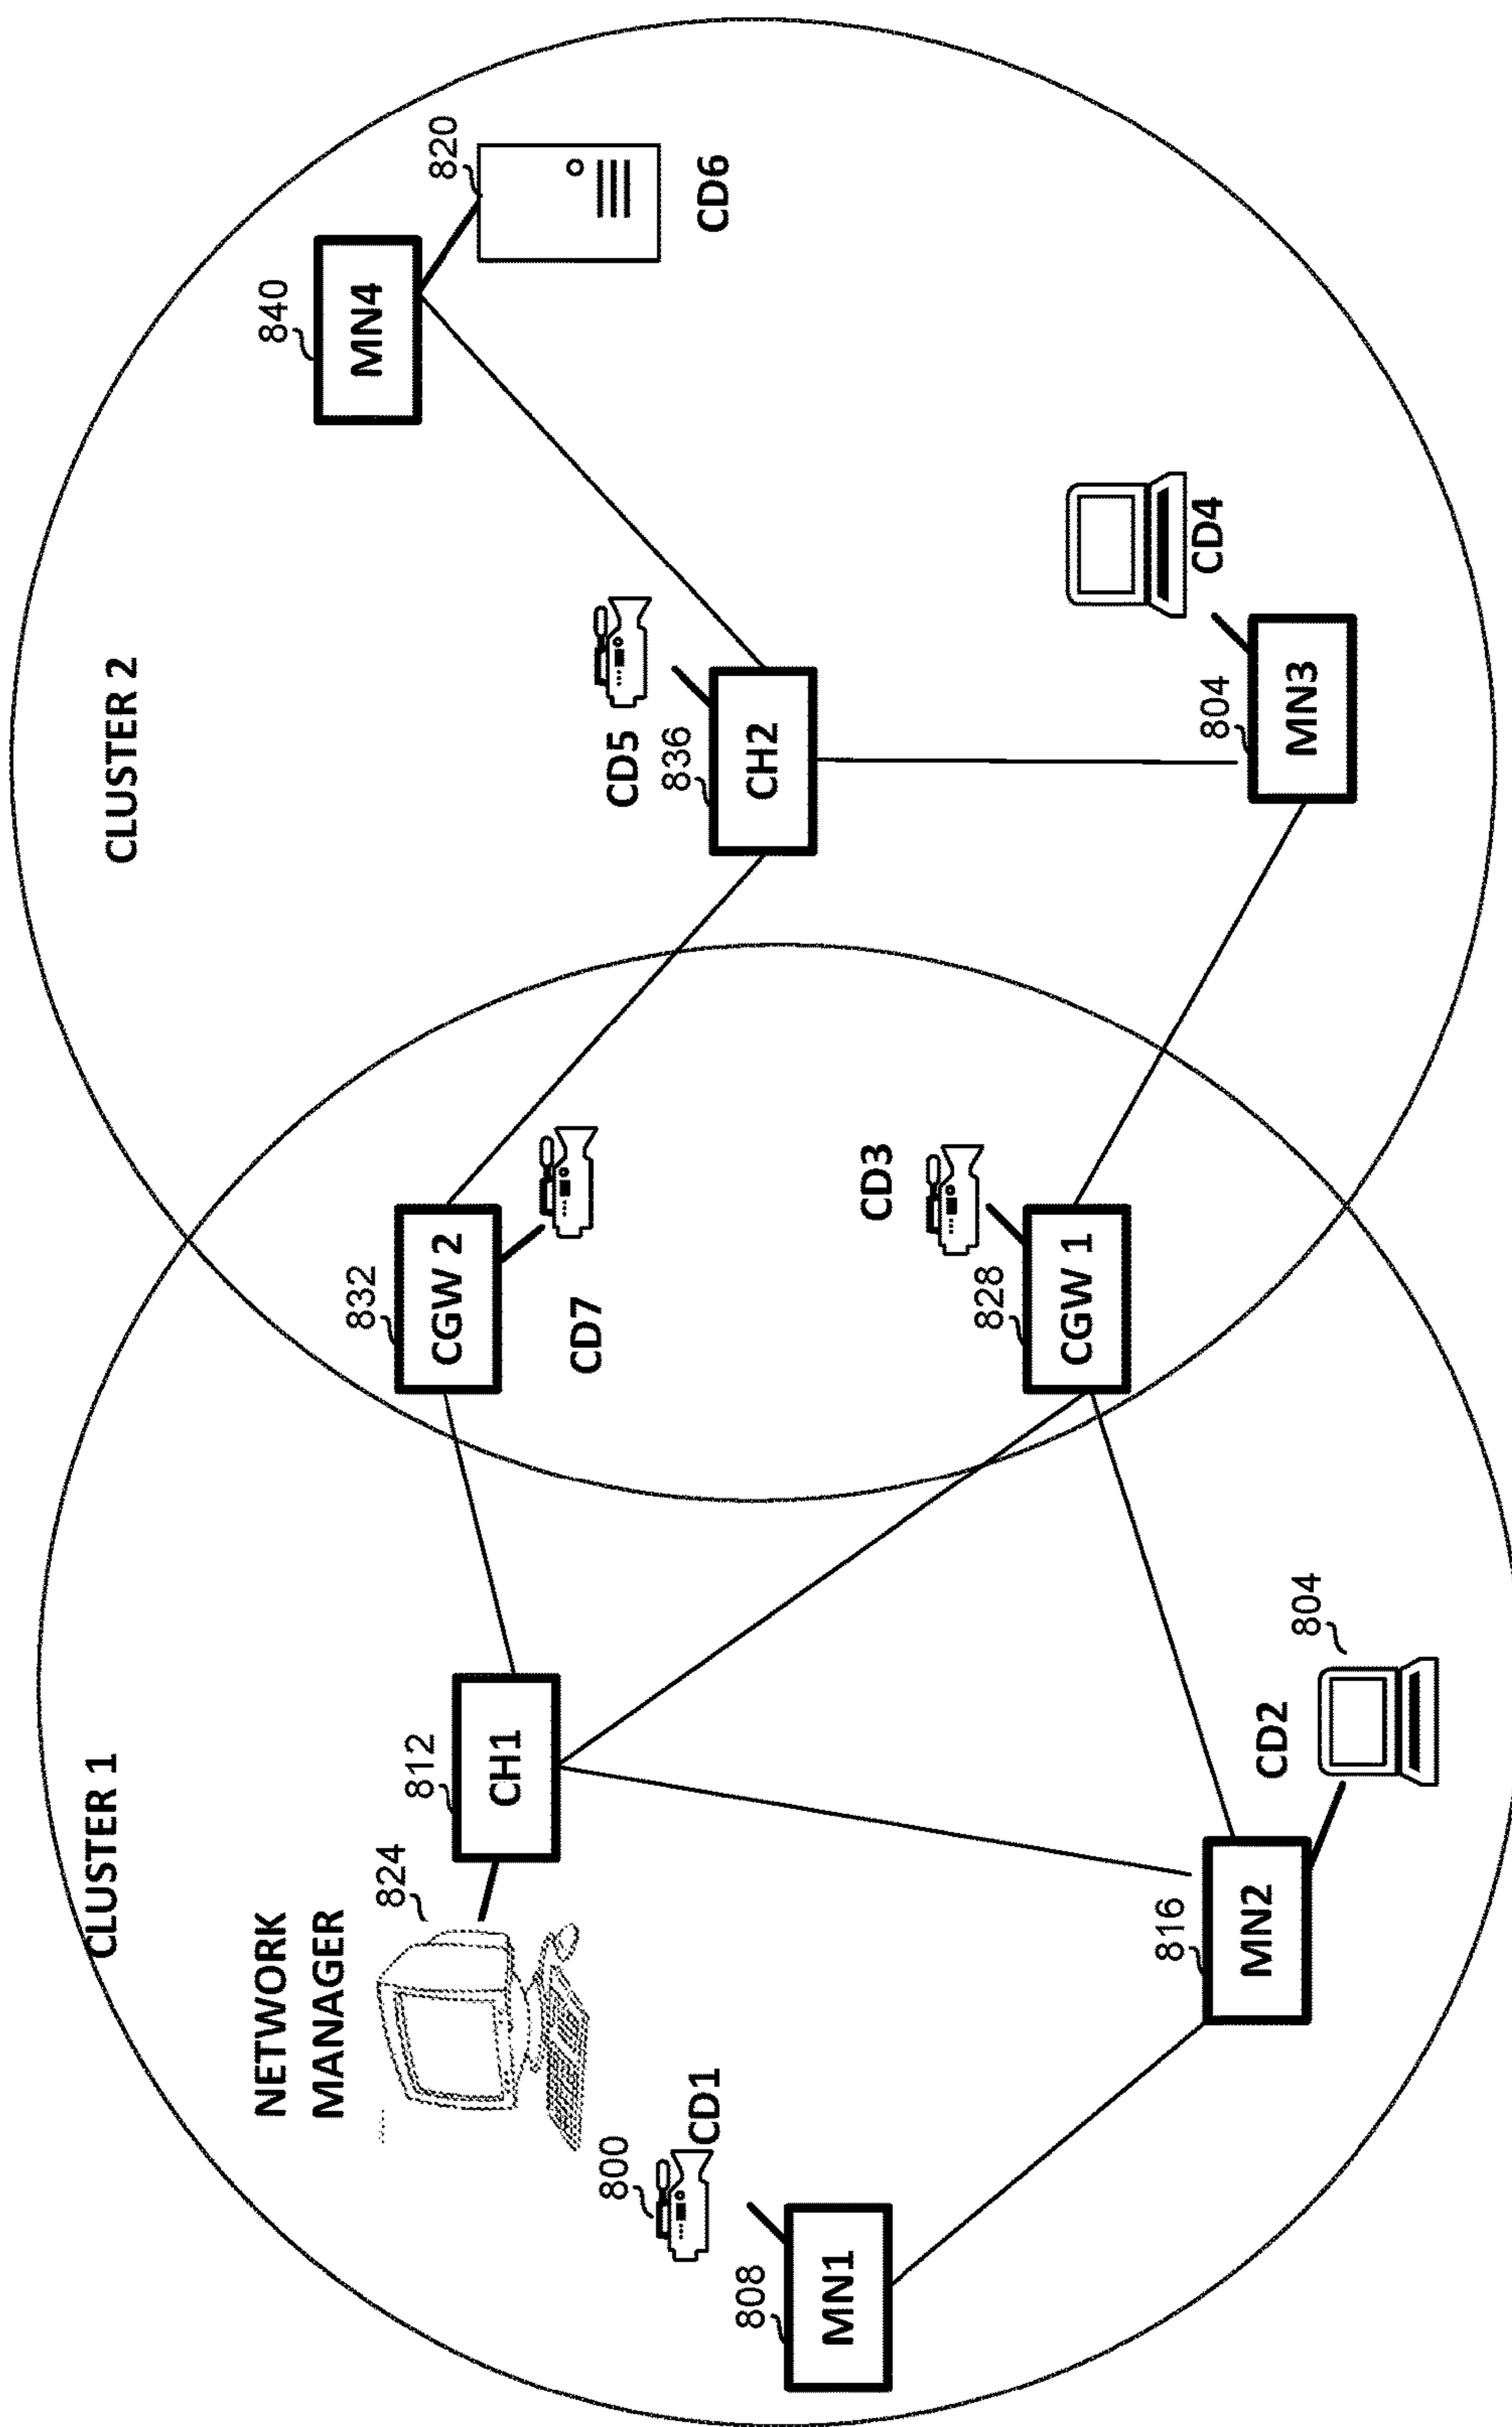 CLUSTER 1
CLUSTER 2
NETWORK
MANAGER
824
812
CH1
832
CGW 2
CD7
CD5
836
CH2
840
MN4
820
CD6
800
CD1
808
MN1
816
MN2
CD2
804
CD3
828
CGW 1
804
MN3
CD4